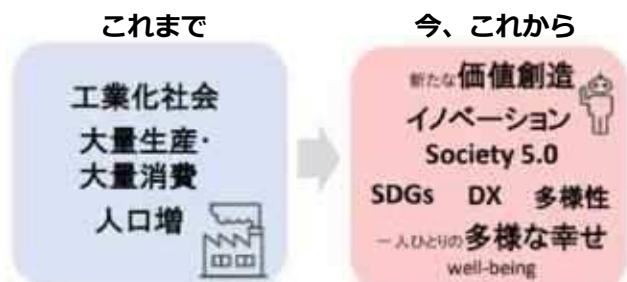 これまで
工業化社会
大量生産・
大量消費
人口増
今、これから
新たな価値創造
イノベーション
Society 5.0
SDGs DX 多様性
一人ひとりの多様な幸せ
well-being